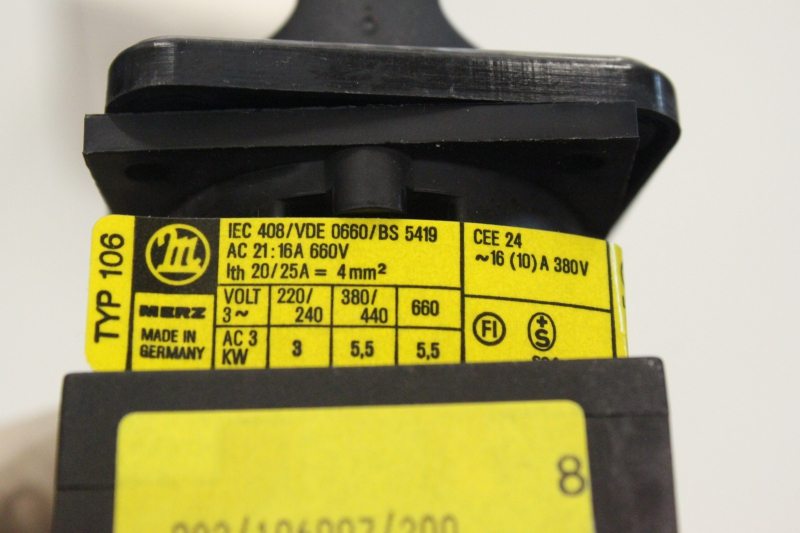 TYP 106
m
MERZ
MADE IN
GERMANY
IEC 408/VDE 0660/BS 5419
AC 21:16A 660V
Ith 20/25A = 4mm²
VOLT 3~ 220/240 380/440 660
AC 3 KW 3 5,5 5,5
CEE 24
~16 (10) A 380V
FI +S
8